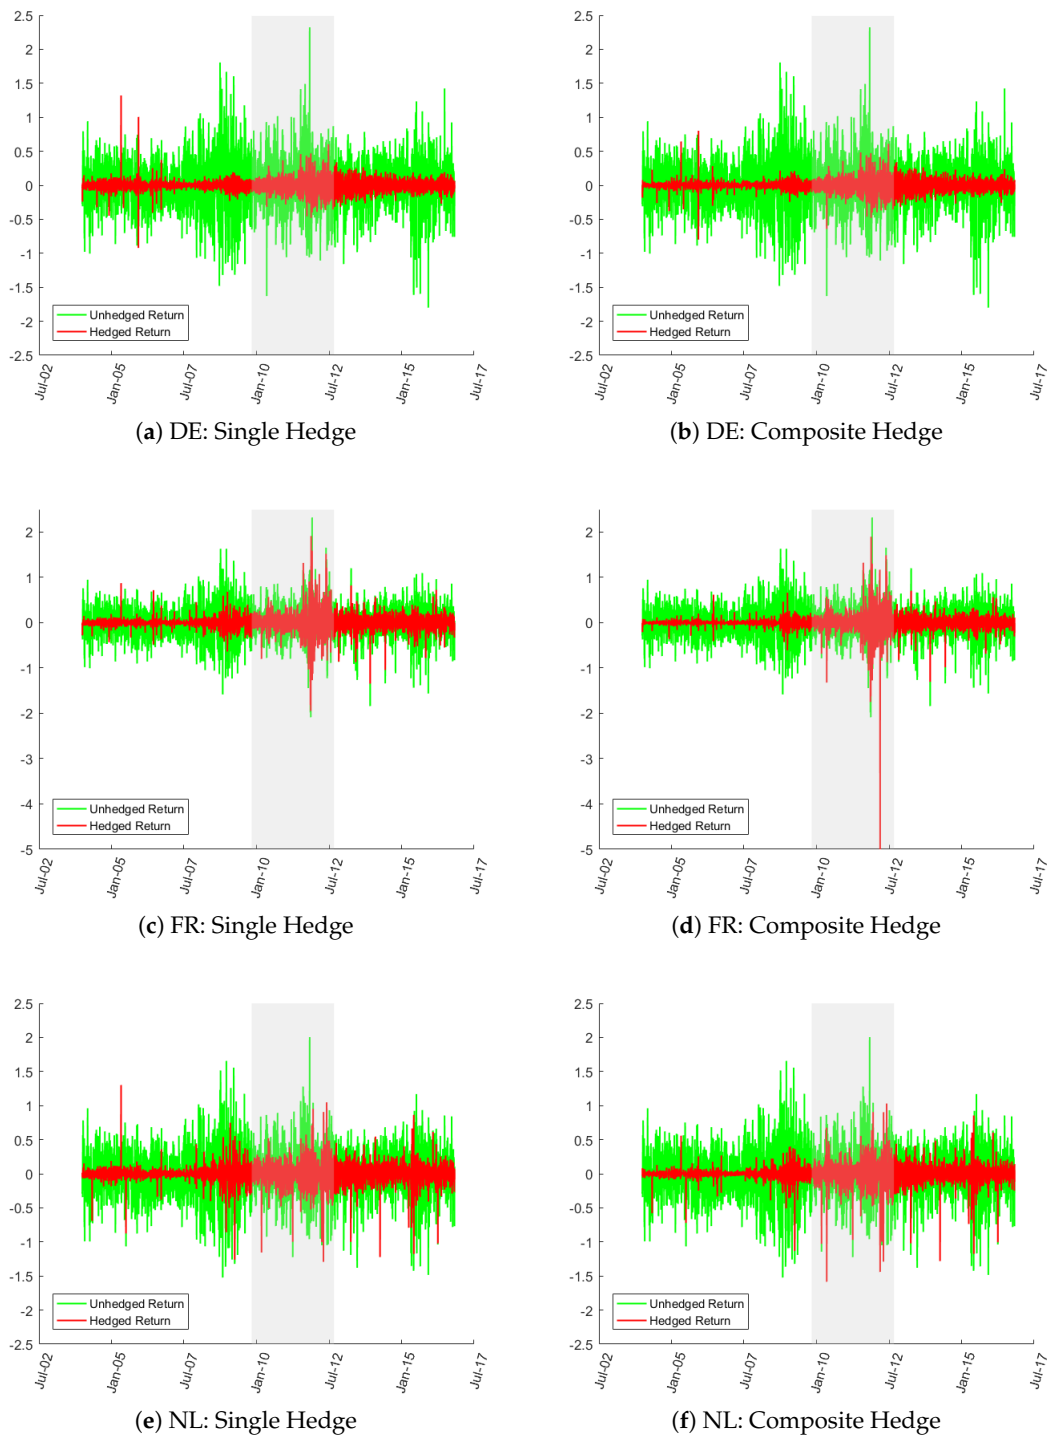 2.5
2
1.5
1
0.5
0
-0.5
-1
-1.5
-2
-2.5
Unhedged Return
Hedged Return
Jul-02
Jan-05
Jul-07
Jan-10
Jul-12
Jan-15
Jul-17
(a) DE: Single Hedge
2.5
2
1.5
1
0.5
0
-0.5
-1
-1.5
-2
-2.5
Unhedged Return
Hedged Return
Jul-02
Jan-05
Jul-07
Jan-10
Jul-12
Jan-15
Jul-17
(b) DE: Composite Hedge
2
1
0
-1
-2
-3
-4
-5
Unhedged Return
Hedged Return
Jul-02
Jan-05
Jul-07
Jan-10
Jul-12
Jan-15
Jul-17
(c) FR: Single Hedge
2
1
0
-1
-2
-3
-4
-5
Unhedged Return
Hedged Return
Jul-02
Jan-05
Jul-07
Jan-10
Jul-12
Jan-15
Jul-17
(d) FR: Composite Hedge
2.5
2
1.5
1
0.5
0
-0.5
-1
-1.5
-2
-2.5
Unhedged Return
Hedged Return
Jul-02
Jan-05
Jul-07
Jan-10
Jul-12
Jan-15
Jul-17
(e) NL: Single Hedge
2.5
2
1.5
1
0.5
0
-0.5
-1
-1.5
-2
-2.5
Unhedged Return
Hedged Return
Jul-02
Jan-05
Jul-07
Jan-10
Jul-12
Jan-15
Jul-17
(f) NL: Composite Hedge